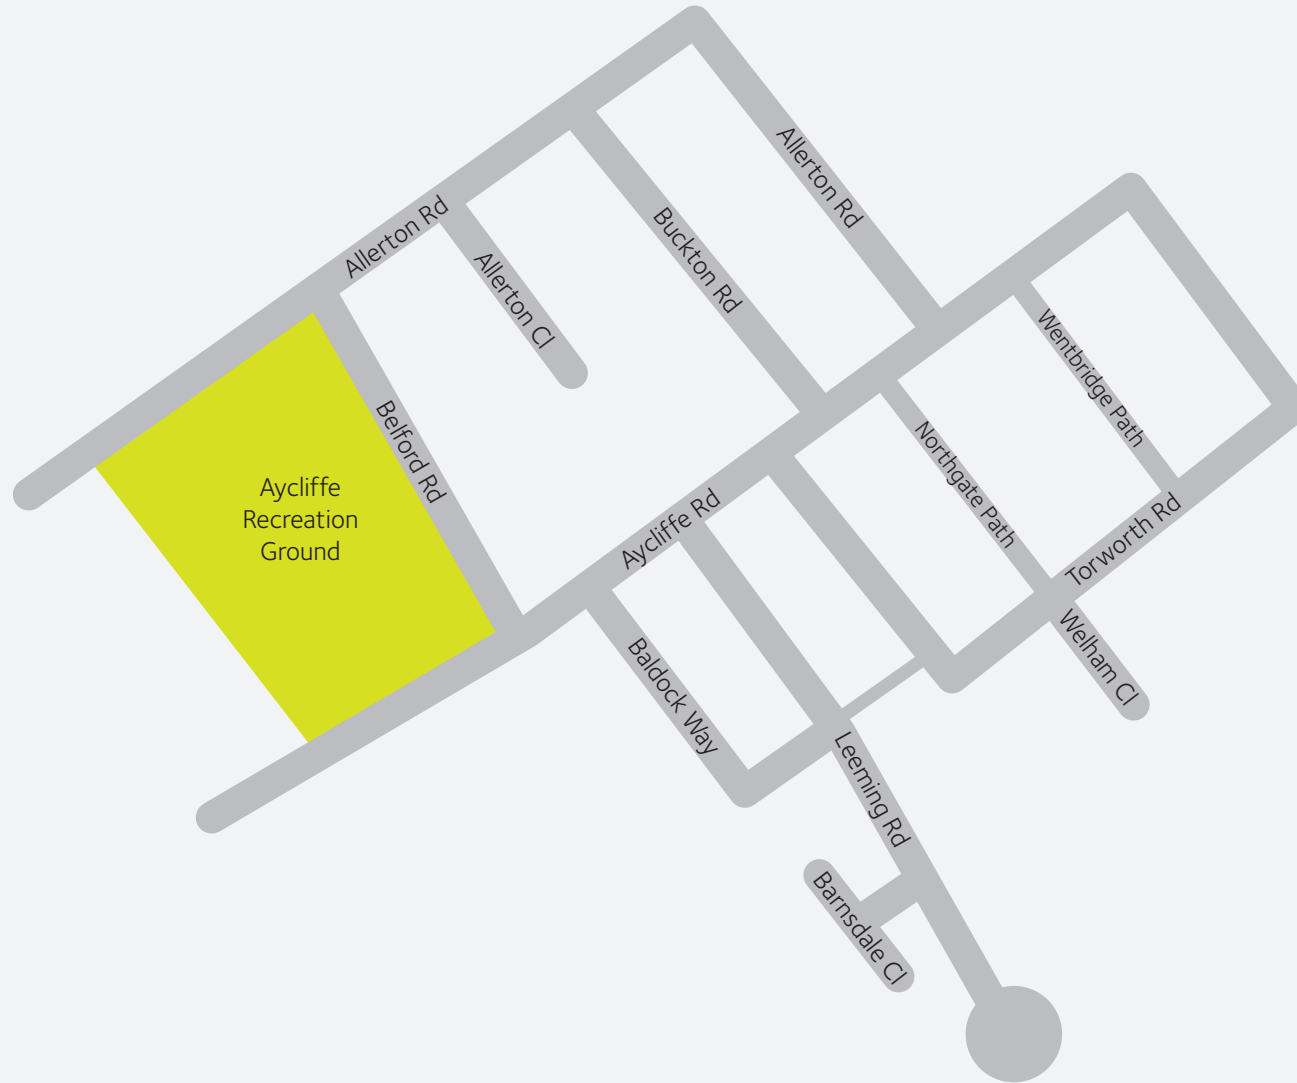 Allerton Rd
Allerton Rd
Buckton Rd
Allerton Cl
Wentbridge Path
Belford Rd
Northgate Path
Aycliffe
Recreation
Ground
Aycliffe Rd
Torworth Rd
Welham Cl
Baldock Way
Leeming Rd
Barnsdale Cl